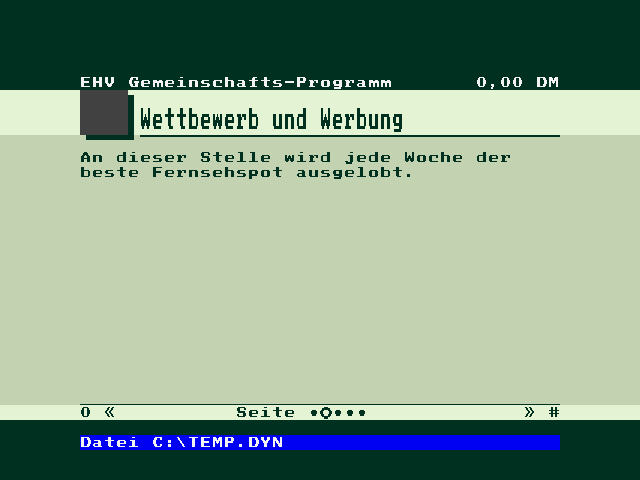 EHV Gemeinschafts-Programm 0,00 DM
Wettbewerb und Werbung
An dieser Stelle wird jede Woche der
beste Fernsehspot ausgelobt.
0 « Seite •O••• » #
Datei C:\TEMP.DYN